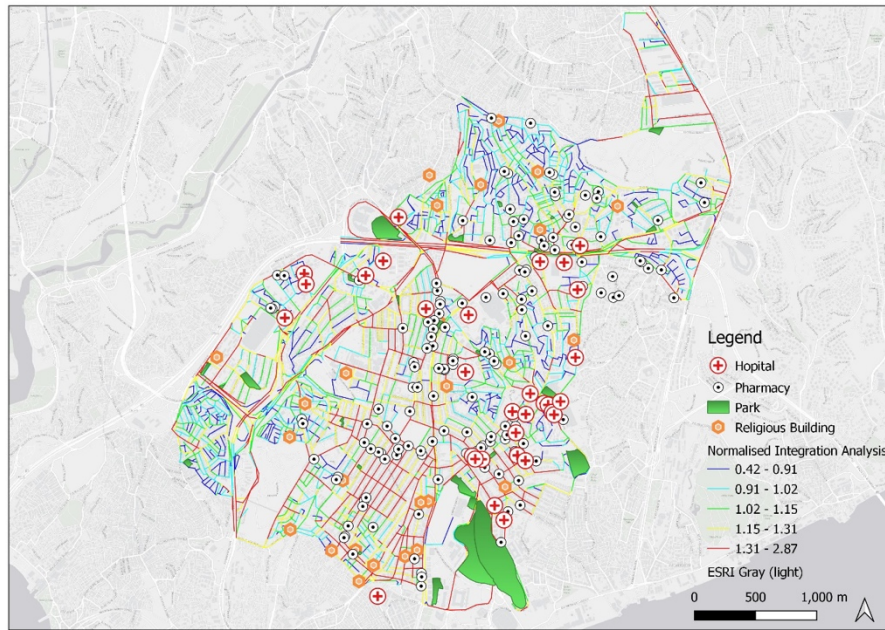 Legend
Hopital
Pharmacy
Park
Religious Building
Normalised Integration Analysis
0.42 - 0.91
0.91 - 1.02
1.02 - 1.15
1.15 - 1.31
1.31 - 2.87
ESRI Gray (light)
0 500 1,000 m